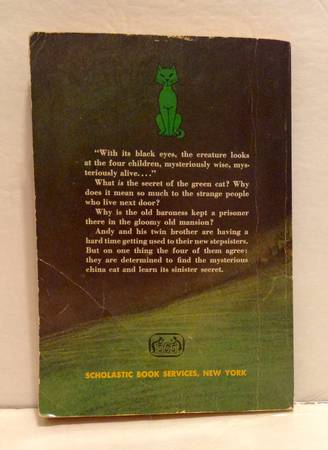 "With its black eyes, the creature looks
at the four children, mysteriously wise, mys-
teriously alive...."
What is the secret of the green cat? Why
does it mean so much to the strange people
who live next door?
Why is the old baroness kept a prisoner
there in the gloomy old mansion?
Andy and his twin brother are having a
hard time getting used to their new stepsisters.
But on one thing the four of them agree:
they are determined to find the mysterious
china cat and learn its sinister secret.
SBS
SCHOLASTIC BOOK SERVICES, NEW YORK